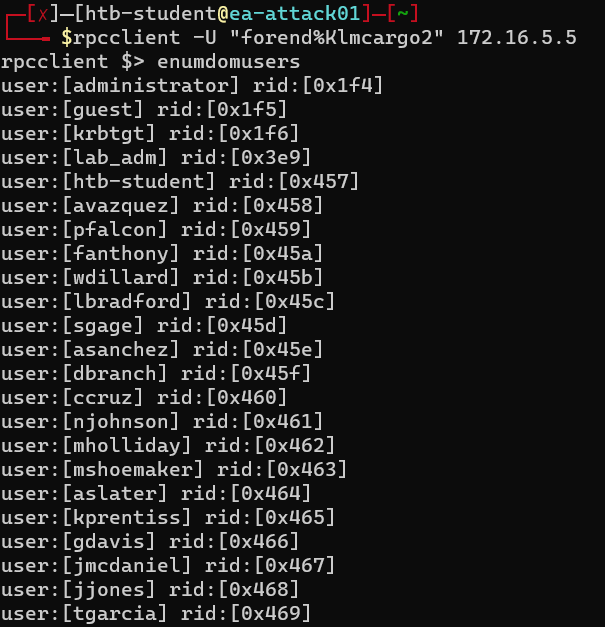 ┌─[✗]─[htb-student@ea-attack01]─[~]
└──╼ $rpcclient -U "forend%Klmcargo2" 172.16.5.5
rpcclient $> enumdomusers
user:[administrator] rid:[0x1f4]
user:[guest] rid:[0x1f5]
user:[krbtgt] rid:[0x1f6]
user:[lab_adm] rid:[0x3e9]
user:[htb-student] rid:[0x457]
user:[avazquez] rid:[0x458]
user:[pfalcon] rid:[0x459]
user:[fanthony] rid:[0x45a]
user:[wdillard] rid:[0x45b]
user:[lbradford] rid:[0x45c]
user:[sgage] rid:[0x45d]
user:[asanchez] rid:[0x45e]
user:[dbranch] rid:[0x45f]
user:[ccruz] rid:[0x460]
user:[njohnson] rid:[0x461]
user:[mholliday] rid:[0x462]
user:[mshoemaker] rid:[0x463]
user:[aslater] rid:[0x464]
user:[kprentiss] rid:[0x465]
user:[gdavis] rid:[0x466]
user:[jmcdaniel] rid:[0x467]
user:[jjones] rid:[0x468]
user:[tgarcia] rid:[0x469]